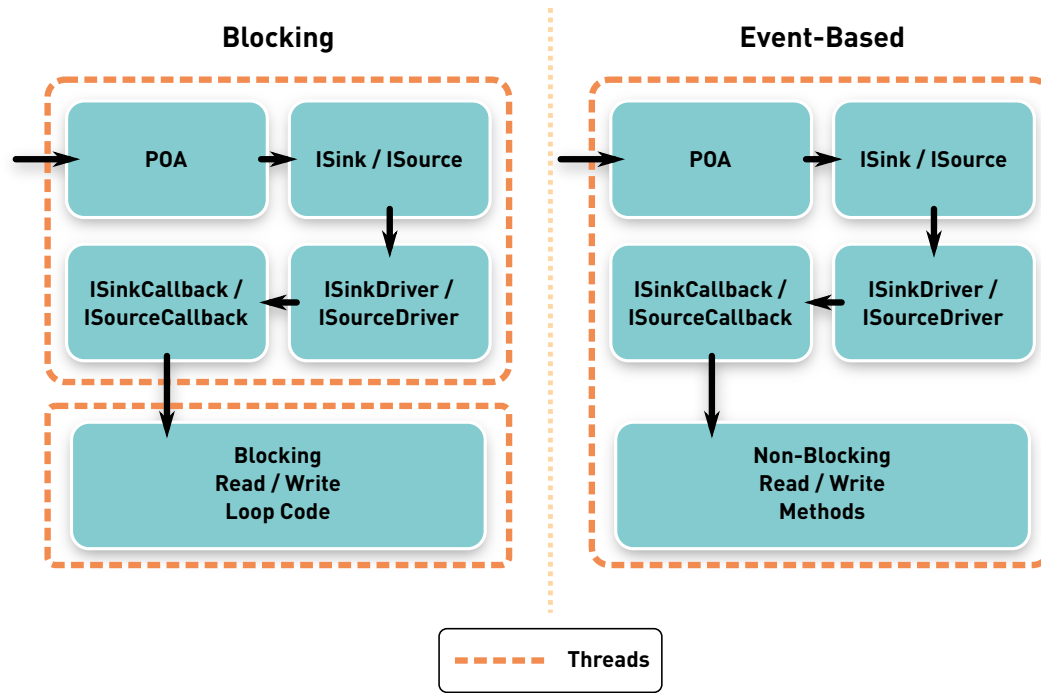 Blocking
POA
ISink / ISource
ISinkCallback /
ISourceCallback
ISinkDriver /
ISourceDriver
Blocking
Read / Write
Loop Code
Event-Based
POA
ISink / ISource
ISinkCallback /
ISourceCallback
ISinkDriver /
ISourceDriver
Non-Blocking
Read / Write
Methods
Threads